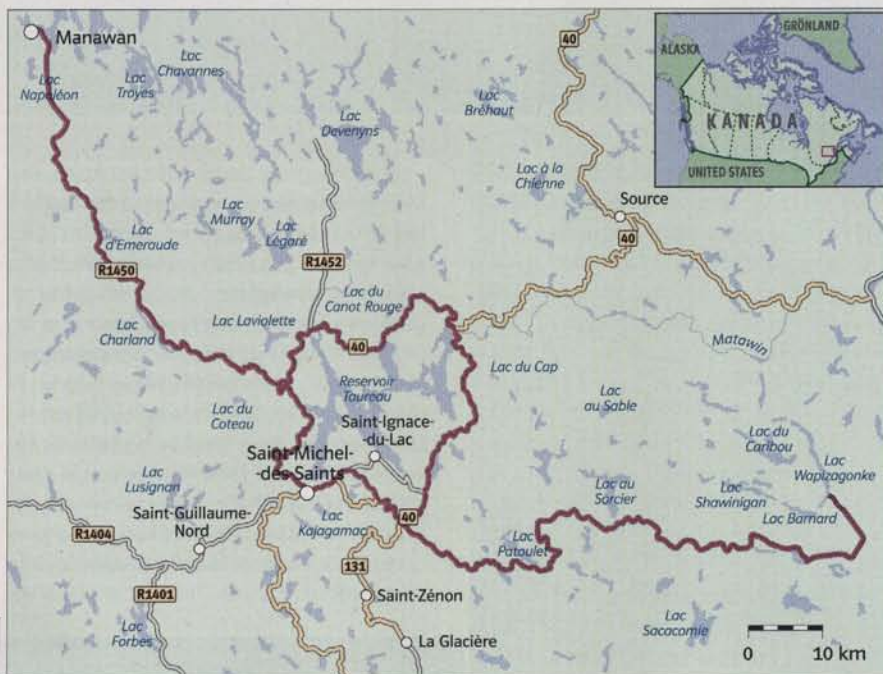 Manawan
Lac
Napoléon
Lac
Troyes
Lac
Chavannes
Lac
Devenyns
Lac
Bréhaut
40
ALASKA
GRÖNLAND
KANADA
UNITED STATES
Lac à la
Chienne
Source
40
Lac
Murray
Lac
Légaré
Lac
d'Emeraude
R1450
R1452
Lac du
Canot Rouge
Lac
Charland
Lac Laviolette
40
Matawin
Lac du Cap
Reservoir
Taureau
Lac
au Sable
Lac du
Coteau
Saint-Ignace-
du-Lac
Saint-Michel-
-des Saints
Lac du
Caribou
Lac
Wapizagonke
Lac
Lusignan
Saint-Guillaume-
Nord
Lac
Kajagamac
40
Lac au
Sorcier
Lac
Shawinigan
Lac Barnard
R1404
Lac
Patoulet
131
R1401
Saint-Zénon
Lac
Forbes
La Glacière
Lac
Sacacomie
0 10 km